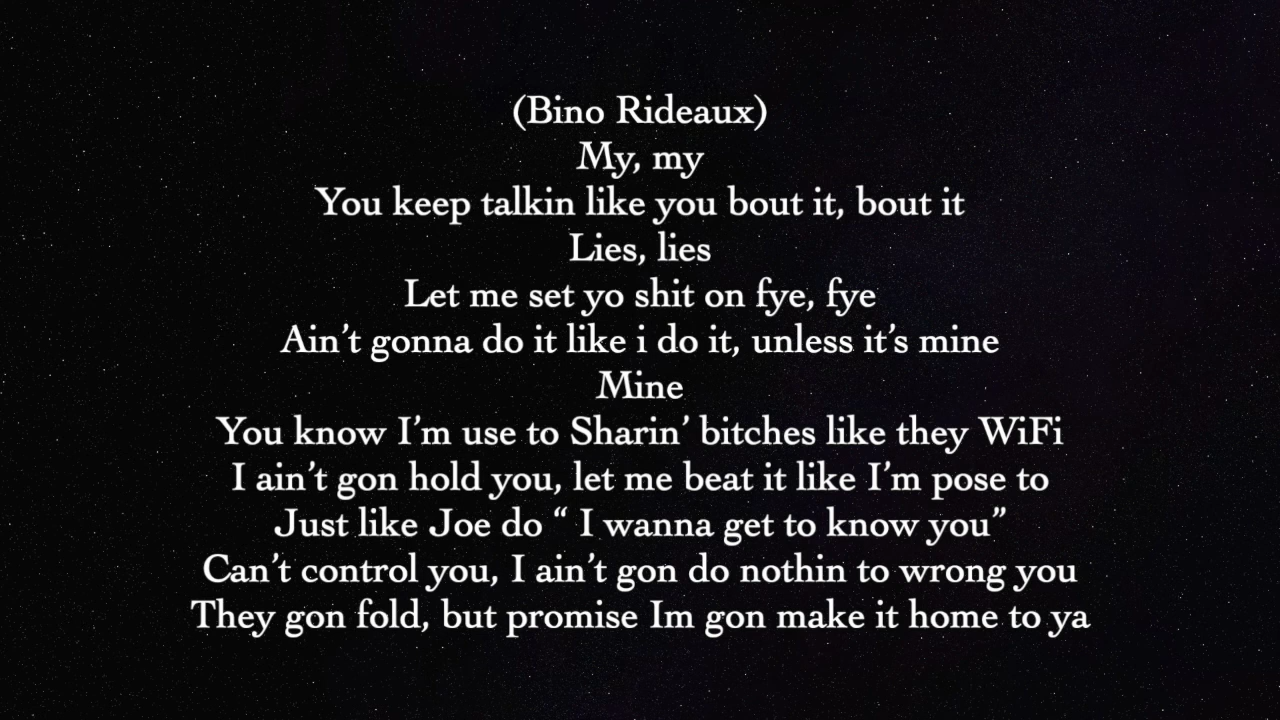 (Bino Rideaux)
My, my
You keep talkin like you bout it, bout it
Lies, lies
Let me set yo shit on fye, fye
Ain’t gonna do it like i do it, unless it’s mine
Mine
You know I’m use to Sharin’ bitches like they WiFi
I ain’t gon hold you, let me beat it like I’m pose to
Just like Joe do “ I wanna get to know you”
Can’t control you, I ain’t gon do nothin to wrong you
They gon fold, but promise Im gon make it home to ya